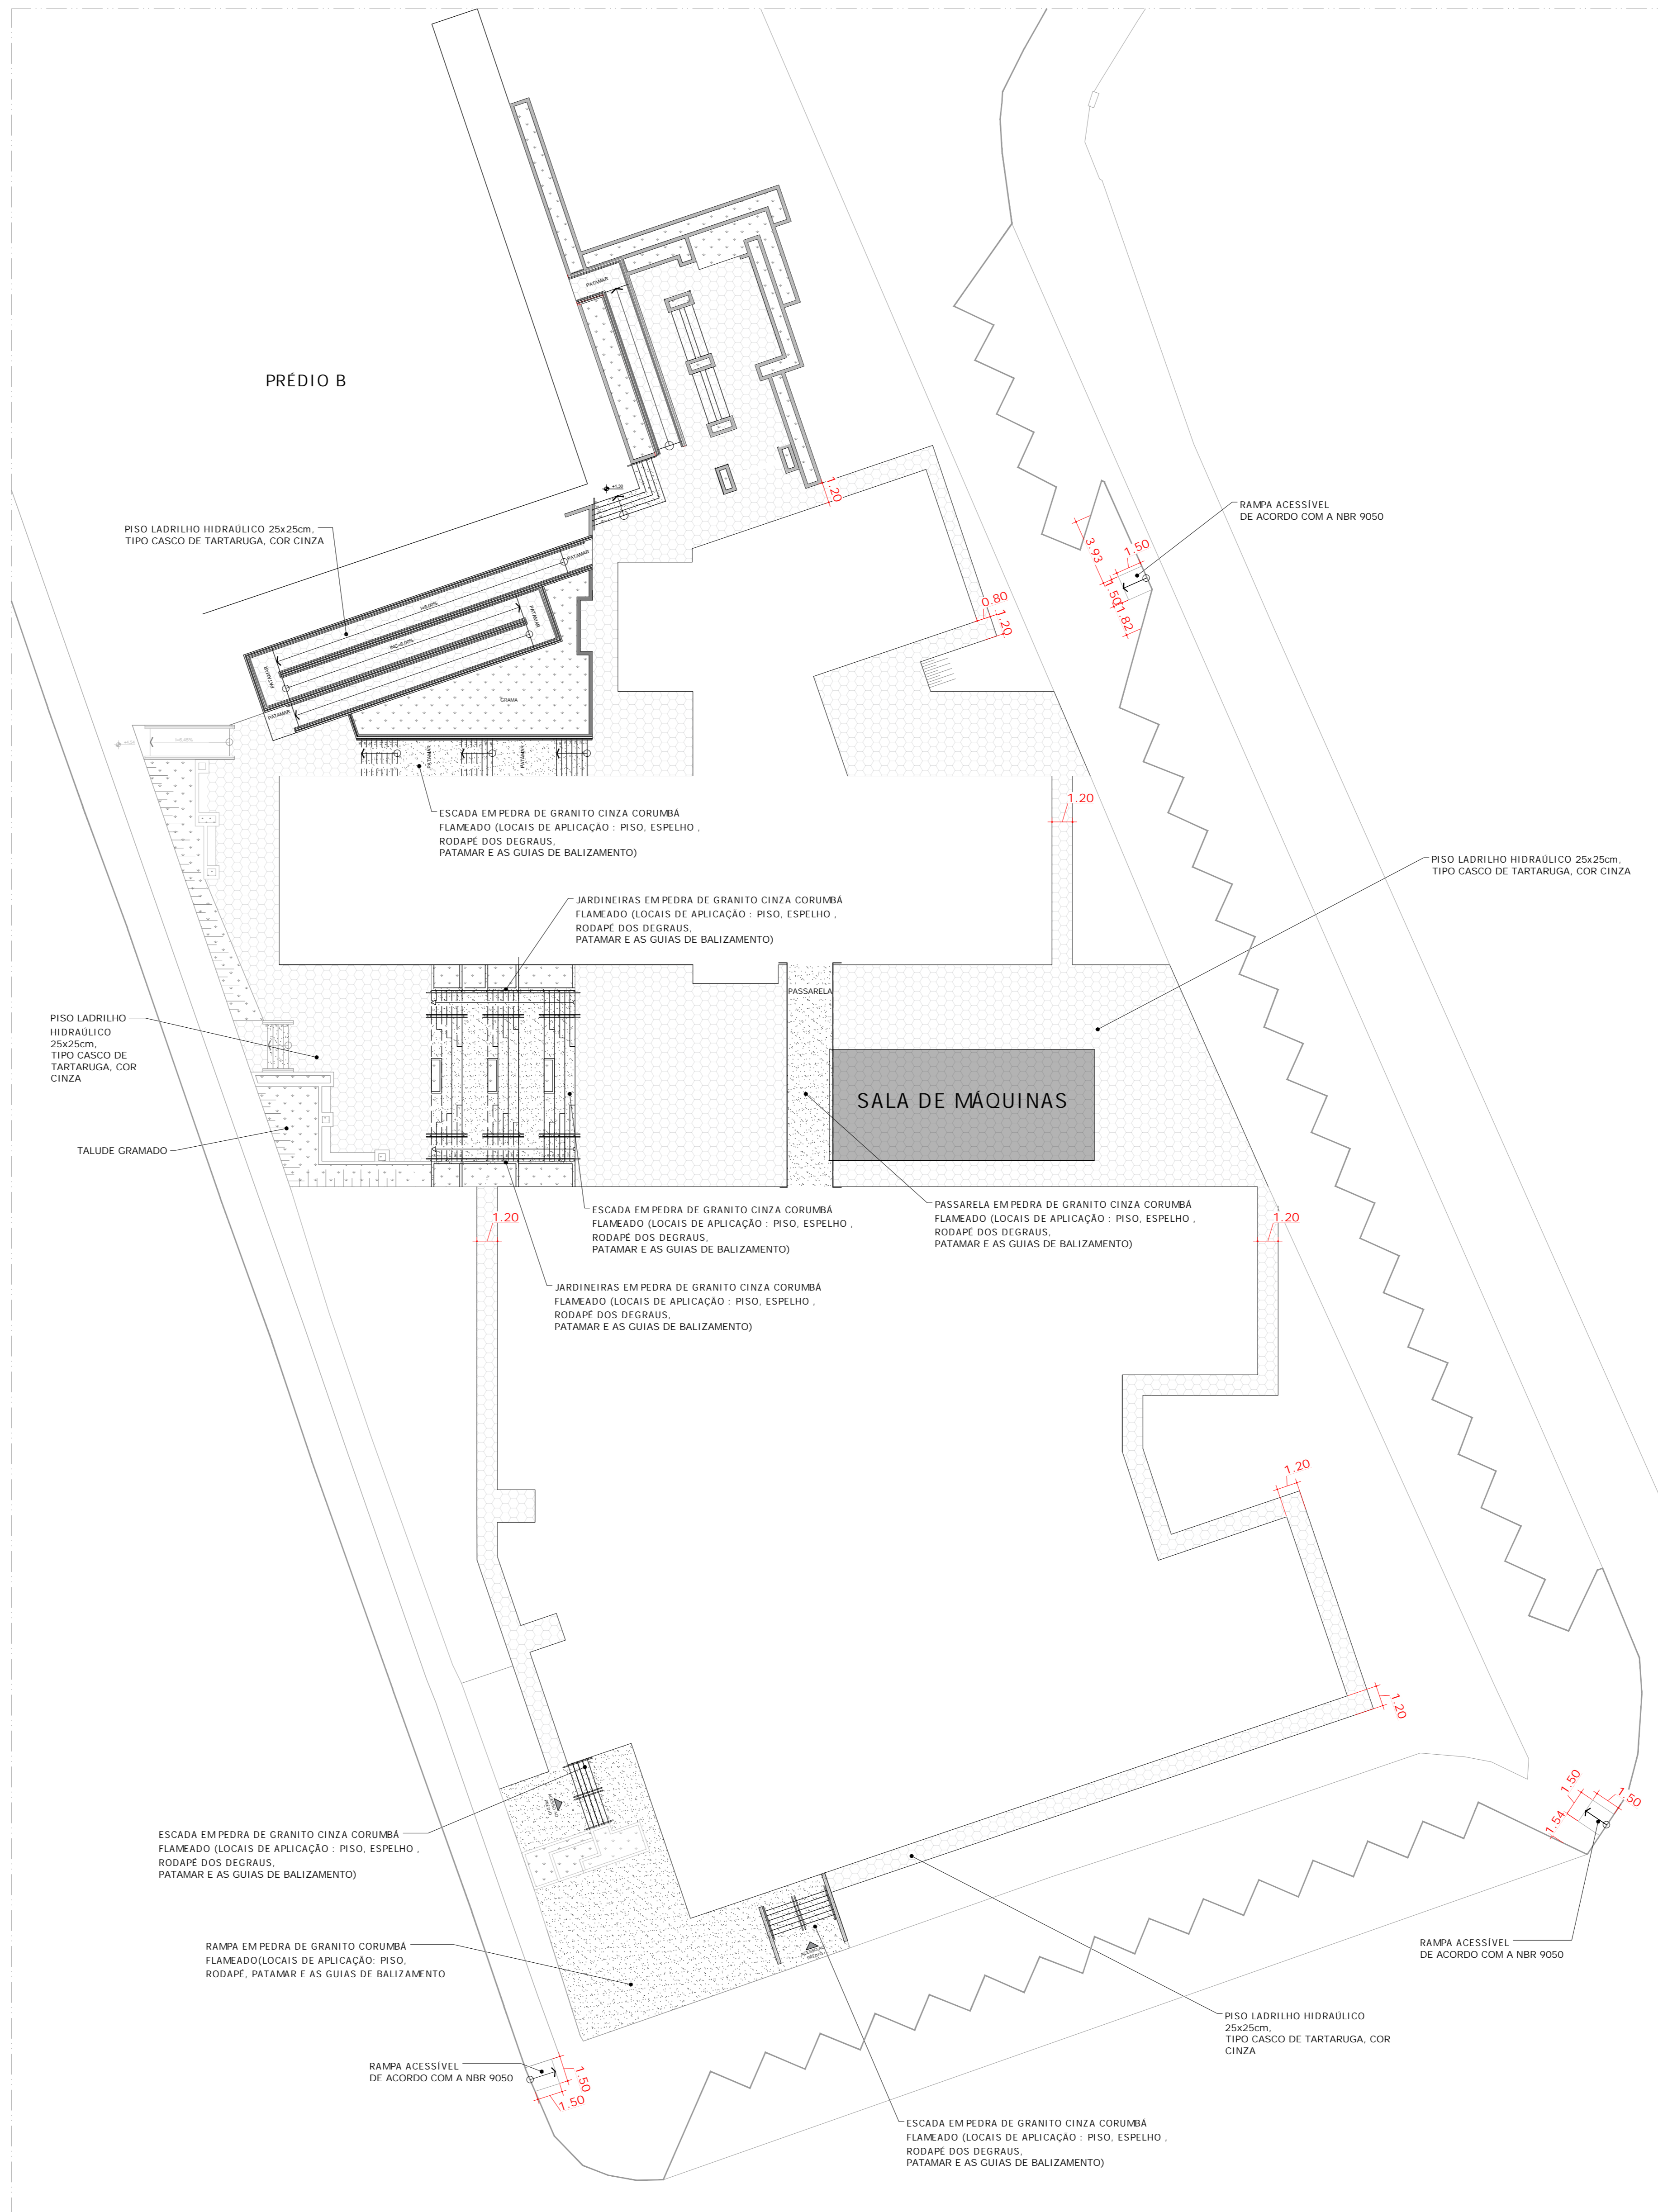 PATAMAR
PRÉDIO B
+1.30
1.20
RAMPA ACESSÍVEL
DE ACORDO COM A NBR 9050
PISO LADRILHO HIDRAÚLICO 25x25cm,
TIPO CASCO DE TARTARUGA, COR CINZA
3.93
1.50
1.50
1.82
PATAMAR
i=8.00%
INC=8.00%
PATAMAR
PATAMAR
PATAMAR
0.80
1.20
GRAMA
PATAMAR
PATAMAR
1.20
ESCADA EM PEDRA DE GRANITO CINZA CORUMBÁ
FLAMEADO (LOCAIS DE APLICAÇÃO : PISO, ESPELHO ,
RODAPÉ DOS DEGRAUS,
PATAMAR E AS GUIAS DE BALIZAMENTO)
PISO LADRILHO HIDRAÚLICO 25x25cm,
TIPO CASCO DE TARTARUGA, COR CINZA
JARDINEIRAS EM PEDRA DE GRANITO CINZA CORUMBÁ
FLAMEADO (LOCAIS DE APLICAÇÃO : PISO, ESPELHO ,
RODAPÉ DOS DEGRAUS,
PATAMAR E AS GUIAS DE BALIZAMENTO)
PASSARELA
PISO LADRILHO
HIDRAÚLICO
25x25cm,
TIPO CASCO DE
TARTARUGA, COR
CINZA
SALA DE MÁQUINAS
TALUDE GRAMADO
ESCADA EM PEDRA DE GRANITO CINZA CORUMBÁ
FLAMEADO (LOCAIS DE APLICAÇÃO : PISO, ESPELHO ,
RODAPÉ DOS DEGRAUS,
PATAMAR E AS GUIAS DE BALIZAMENTO)
PASSARELA EM PEDRA DE GRANITO CINZA CORUMBÁ
FLAMEADO (LOCAIS DE APLICAÇÃO : PISO, ESPELHO ,
RODAPÉ DOS DEGRAUS,
PATAMAR E AS GUIAS DE BALIZAMENTO)
1.20
1.20
JARDINEIRAS EM PEDRA DE GRANITO CINZA CORUMBÁ
FLAMEADO (LOCAIS DE APLICAÇÃO : PISO, ESPELHO ,
RODAPÉ DOS DEGRAUS,
PATAMAR E AS GUIAS DE BALIZAMENTO)
1.20
1.20
1.50
1.50
1.54
ESCADA EM PEDRA DE GRANITO CINZA CORUMBÁ
FLAMEADO (LOCAIS DE APLICAÇÃO : PISO, ESPELHO ,
RODAPÉ DOS DEGRAUS,
PATAMAR E AS GUIAS DE BALIZAMENTO)
RAMPA EM PEDRA DE GRANITO CORUMBÁ
FLAMEADO(LOCAIS DE APLICAÇÃO: PISO,
RODAPÉ, PATAMAR E AS GUIAS DE BALIZAMENTO
RAMPA ACESSÍVEL
DE ACORDO COM A NBR 9050
PISO LADRILHO HIDRAÚLICO
25x25cm,
TIPO CASCO DE TARTARUGA, COR
CINZA
RAMPA ACESSÍVEL
DE ACORDO COM A NBR 9050
1.50
1.50
ESCADA EM PEDRA DE GRANITO CINZA CORUMBÁ
FLAMEADO (LOCAIS DE APLICAÇÃO : PISO, ESPELHO ,
RODAPÉ DOS DEGRAUS,
PATAMAR E AS GUIAS DE BALIZAMENTO)